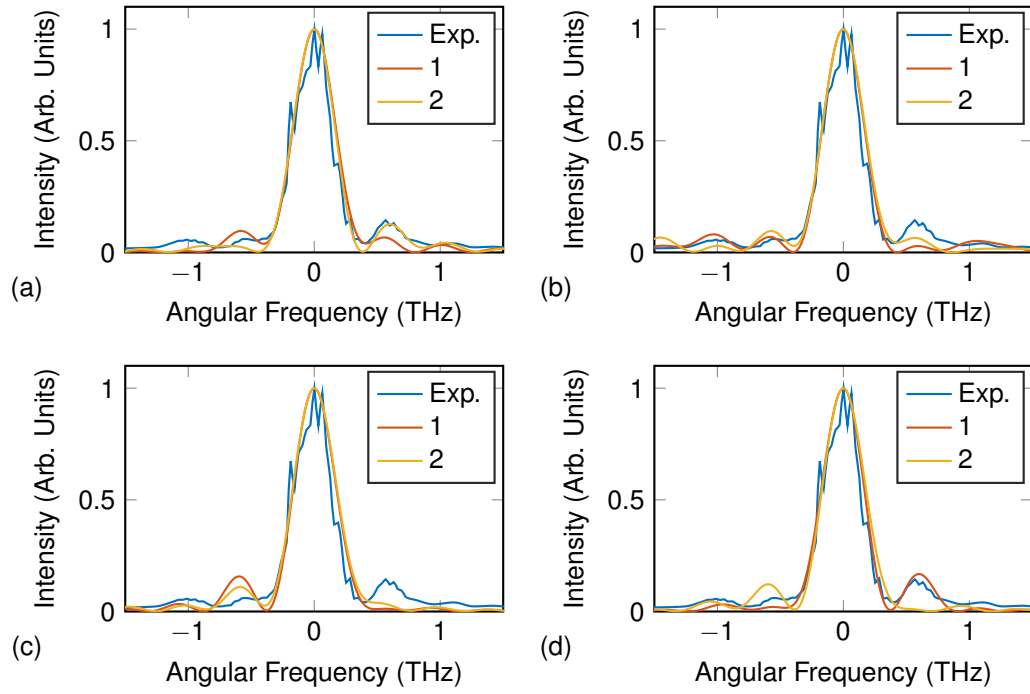 Intensity (Arb. Units)
1
0.5
0
−1
0
1
Angular Frequency (THz)
Exp.
1
2
(a)
Intensity (Arb. Units)
1
0.5
0
−1
0
1
Angular Frequency (THz)
Exp.
1
2
(b)
Intensity (Arb. Units)
1
0.5
0
−1
0
1
Angular Frequency (THz)
Exp.
1
2
(c)
Intensity (Arb. Units)
1
0.5
0
−1
0
1
Angular Frequency (THz)
Exp.
1
2
(d)